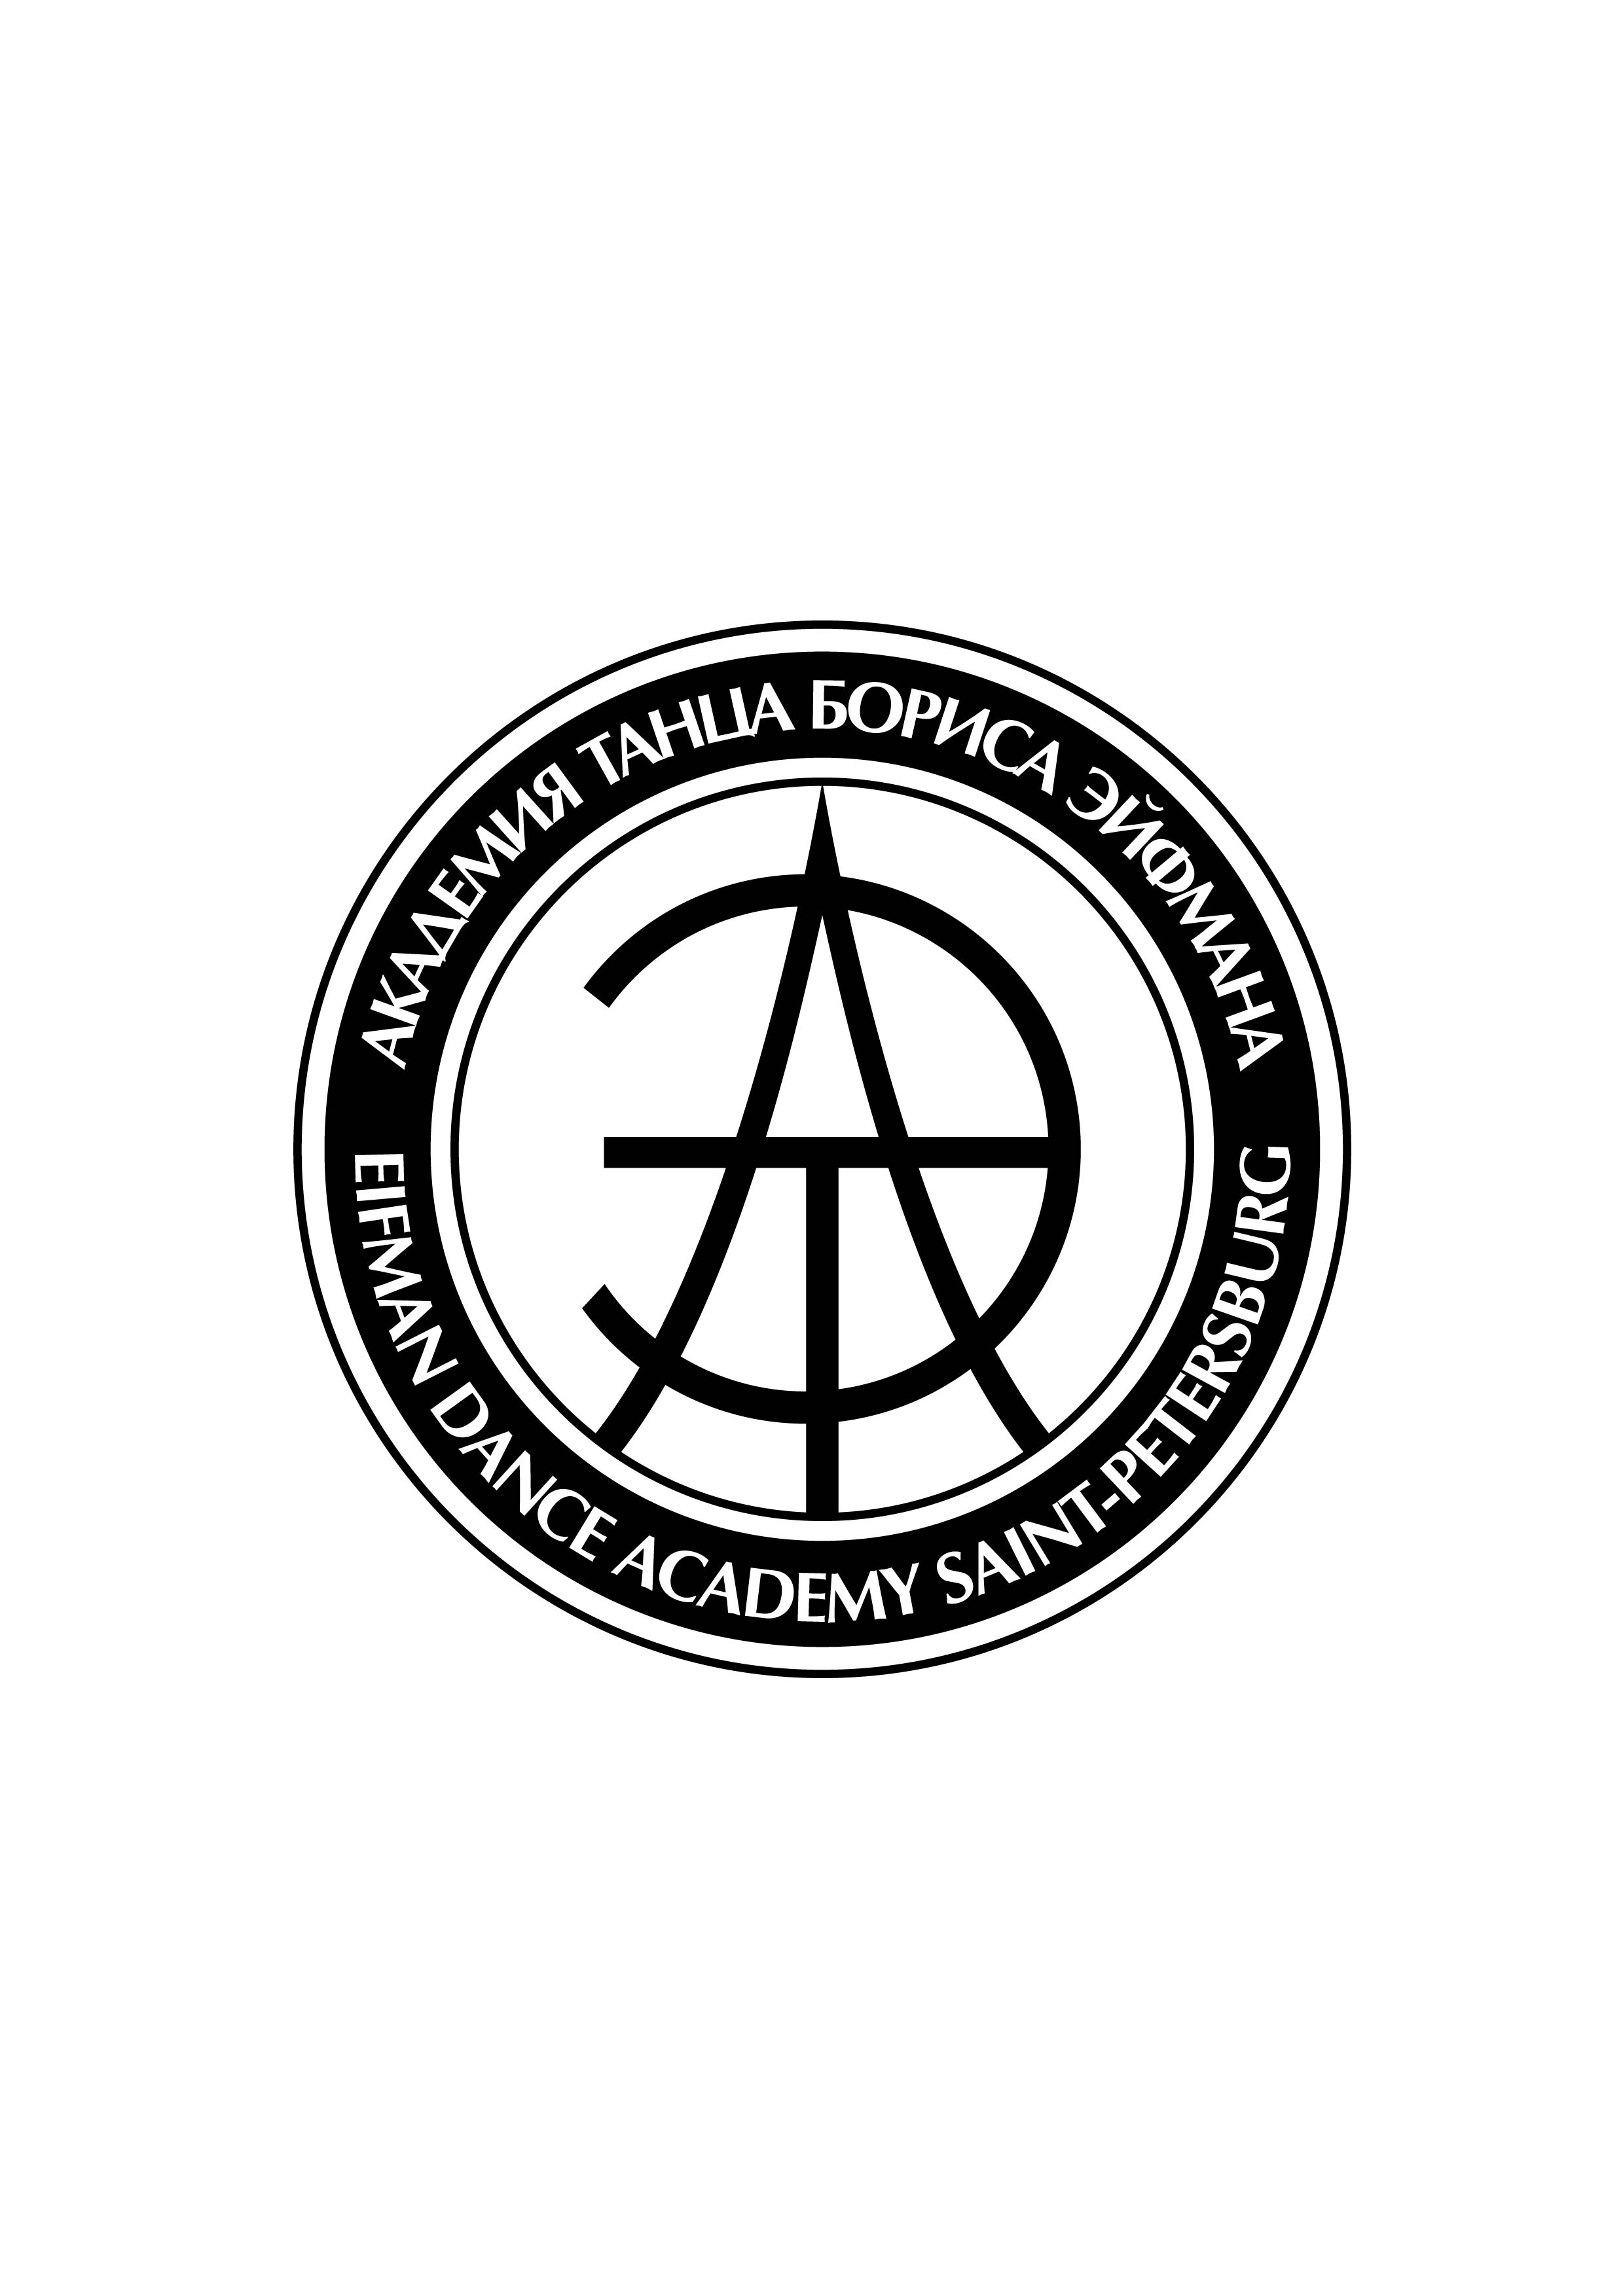 АКАДЕМИЯ ТАНЦА БОРИСА ЭЙФМАНА
EIFMAN DANCE ACADEMY SAINT PETERSBURG